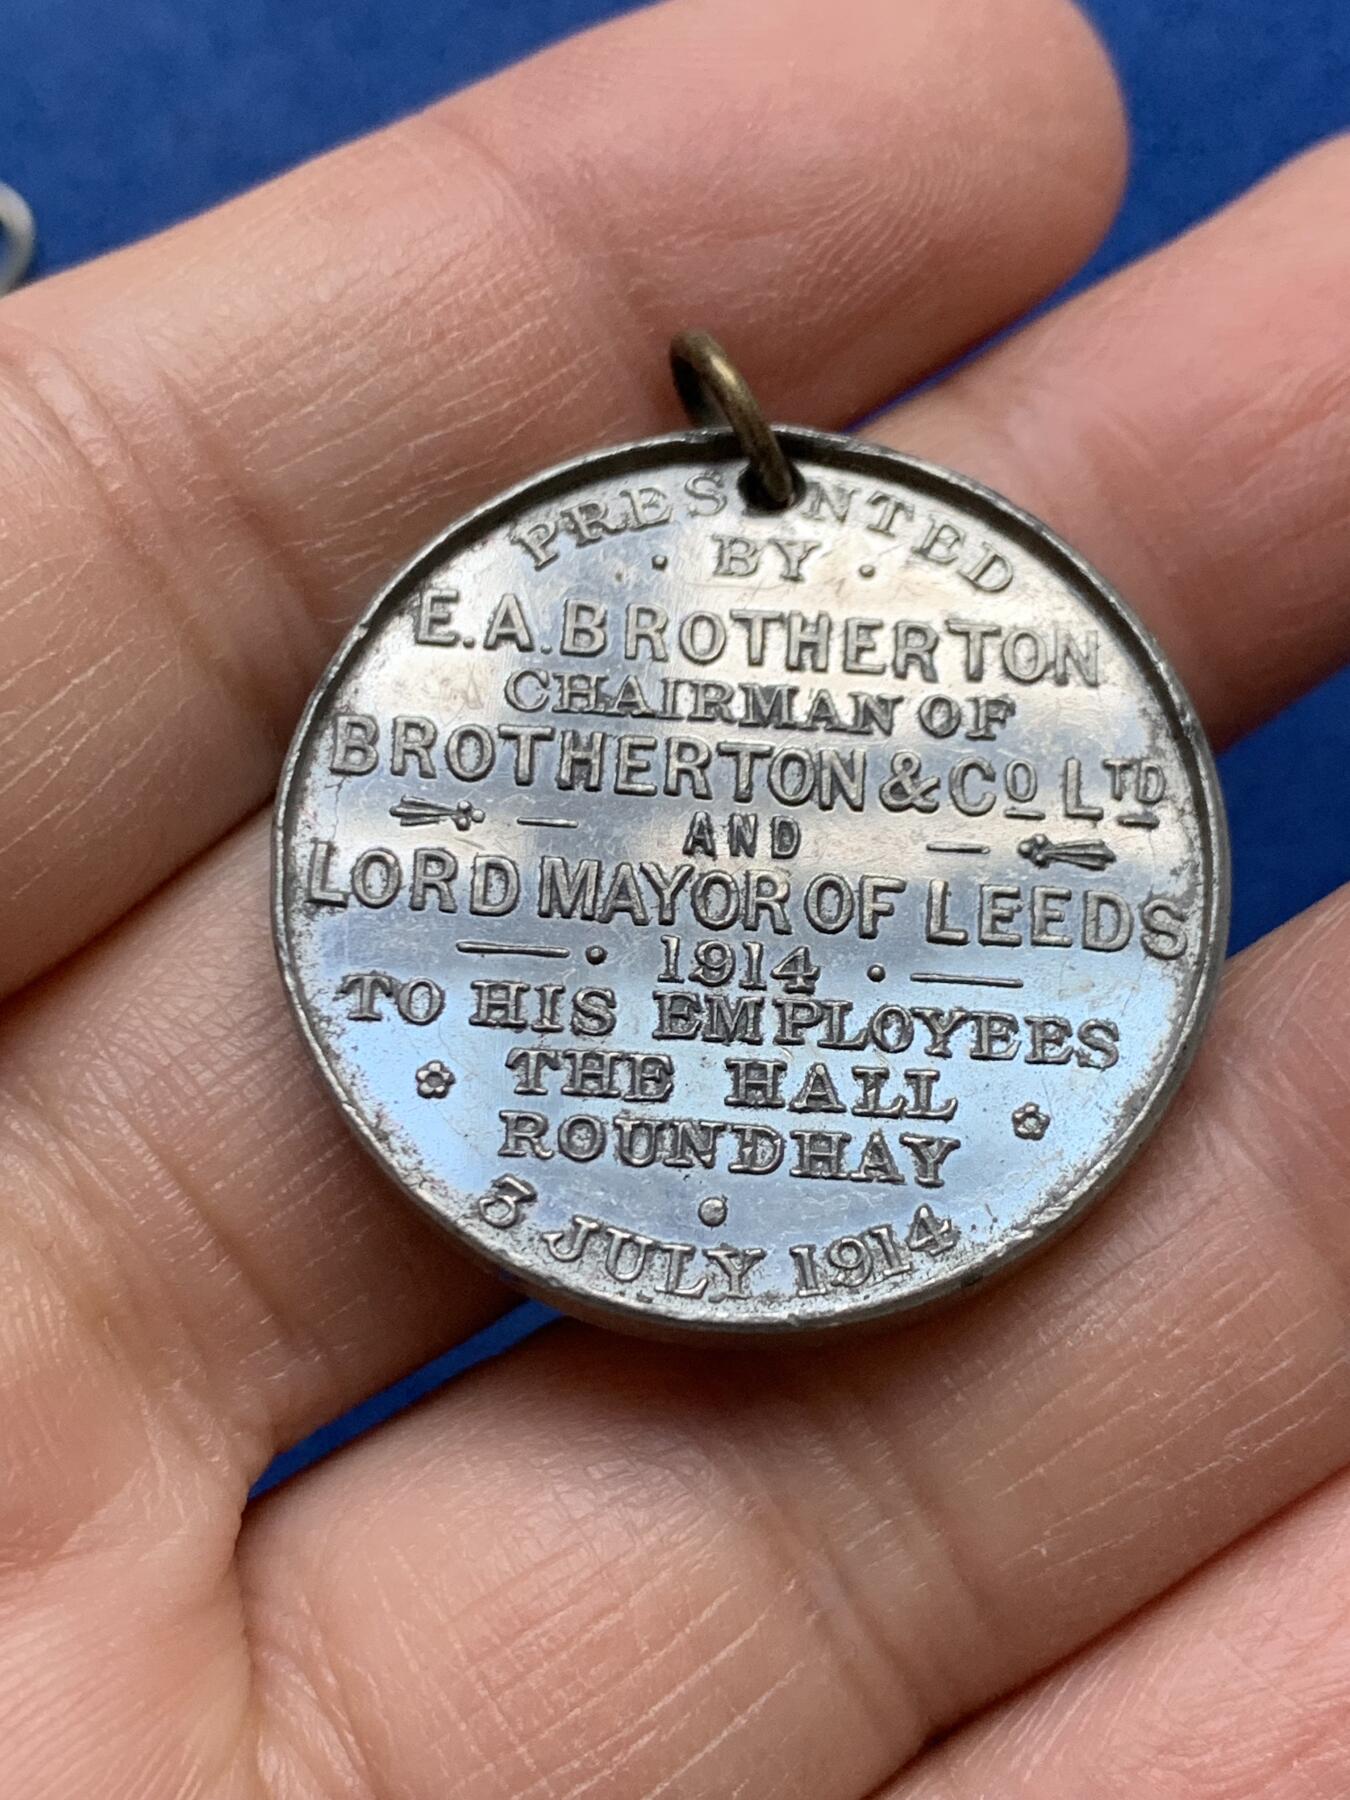 PRESENTED
· BY ·
E. A. BROTHERTON
CHAIRMAN OF
BROTHERTON & Co LTD
AND
LORD MAYOR OF LEEDS
1914
TO HIS EMPLOYEES
THE HALL
ROUNDHAY
3 JULY 1914